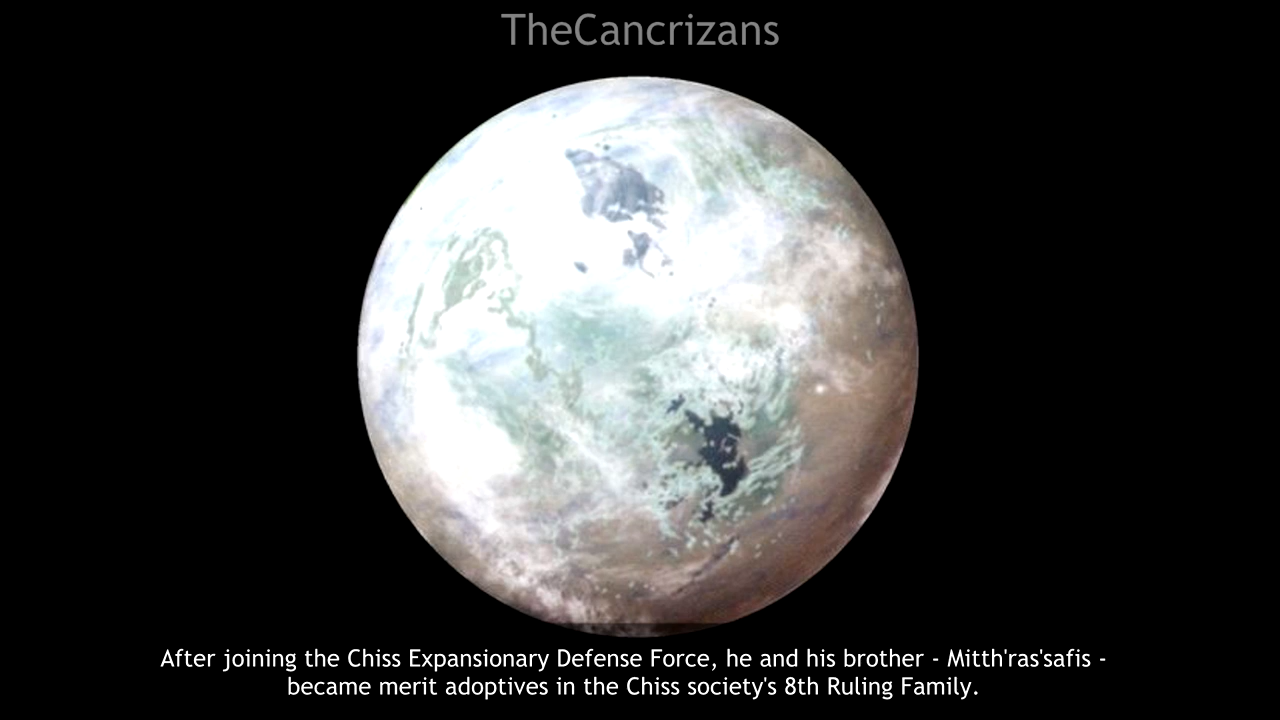 TheCancrizans
After joining the Chiss Expansionary Defense Force, he and his brother - Mitth'ras'safis -
became merit adoptives in the Chiss society's 8th Ruling Family.